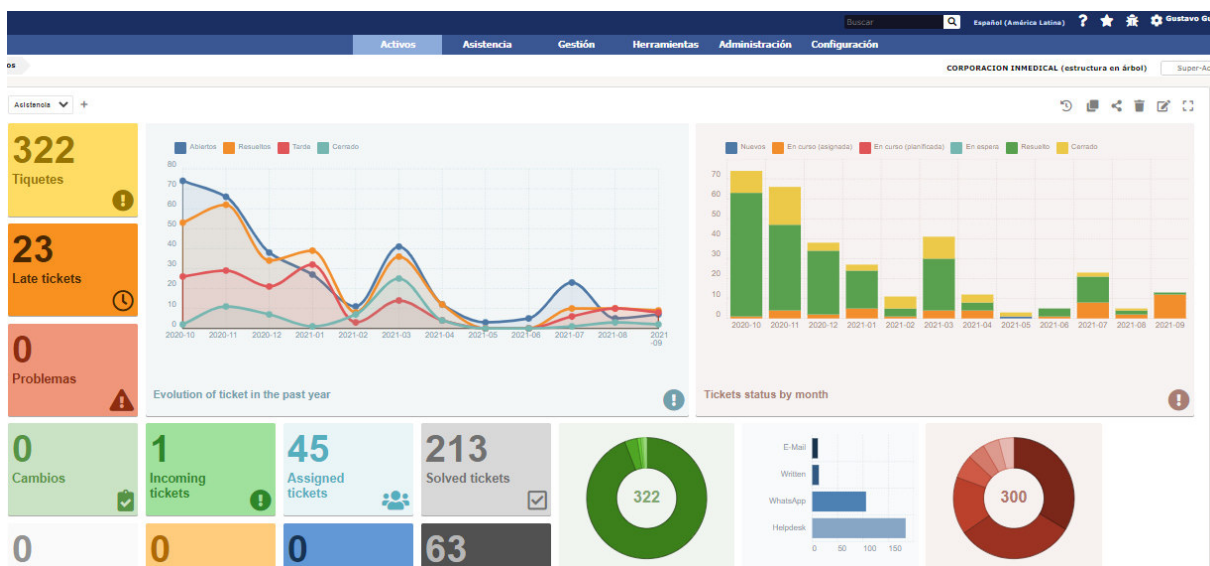 Buscar
Español (América Latina)
?
Gustavo Gu
Activos Asistencia Gestión Herramientas Administración Configuración
os
CORPORACION INMEDICAL (estructura en árbol)
Super-Ad
Asistencia
+
322
Tiquetes
23
Late tickets
0
Problemas
Abiertos Resueltos Tarde Cerrado
80
70
60
50
40
30
20
10
0
2020-10 2020-11 2020-12 2021-01 2021-02 2021-03 2021-04 2021-05 2021-06 2021-07 2021-08 2021
-09
Evolution of ticket in the past year
Nuevos En curso (asignada) En curso (planificada) En espera Resuelto Cerrado
70
60
50
40
30
20
10
0
2020-10 2020-11 2020-12 2021-01 2021-02 2021-03 2021-04 2021-05 2021-06 2021-07 2021-08 2021-09
Tickets status by month
0
Cambios
1
Incoming
tickets
45
Assigned
tickets
213
Solved tickets
322
E-Mail
Written
WhatsApp
Helpdesk
0 50 100 150
300
0
0
0
63